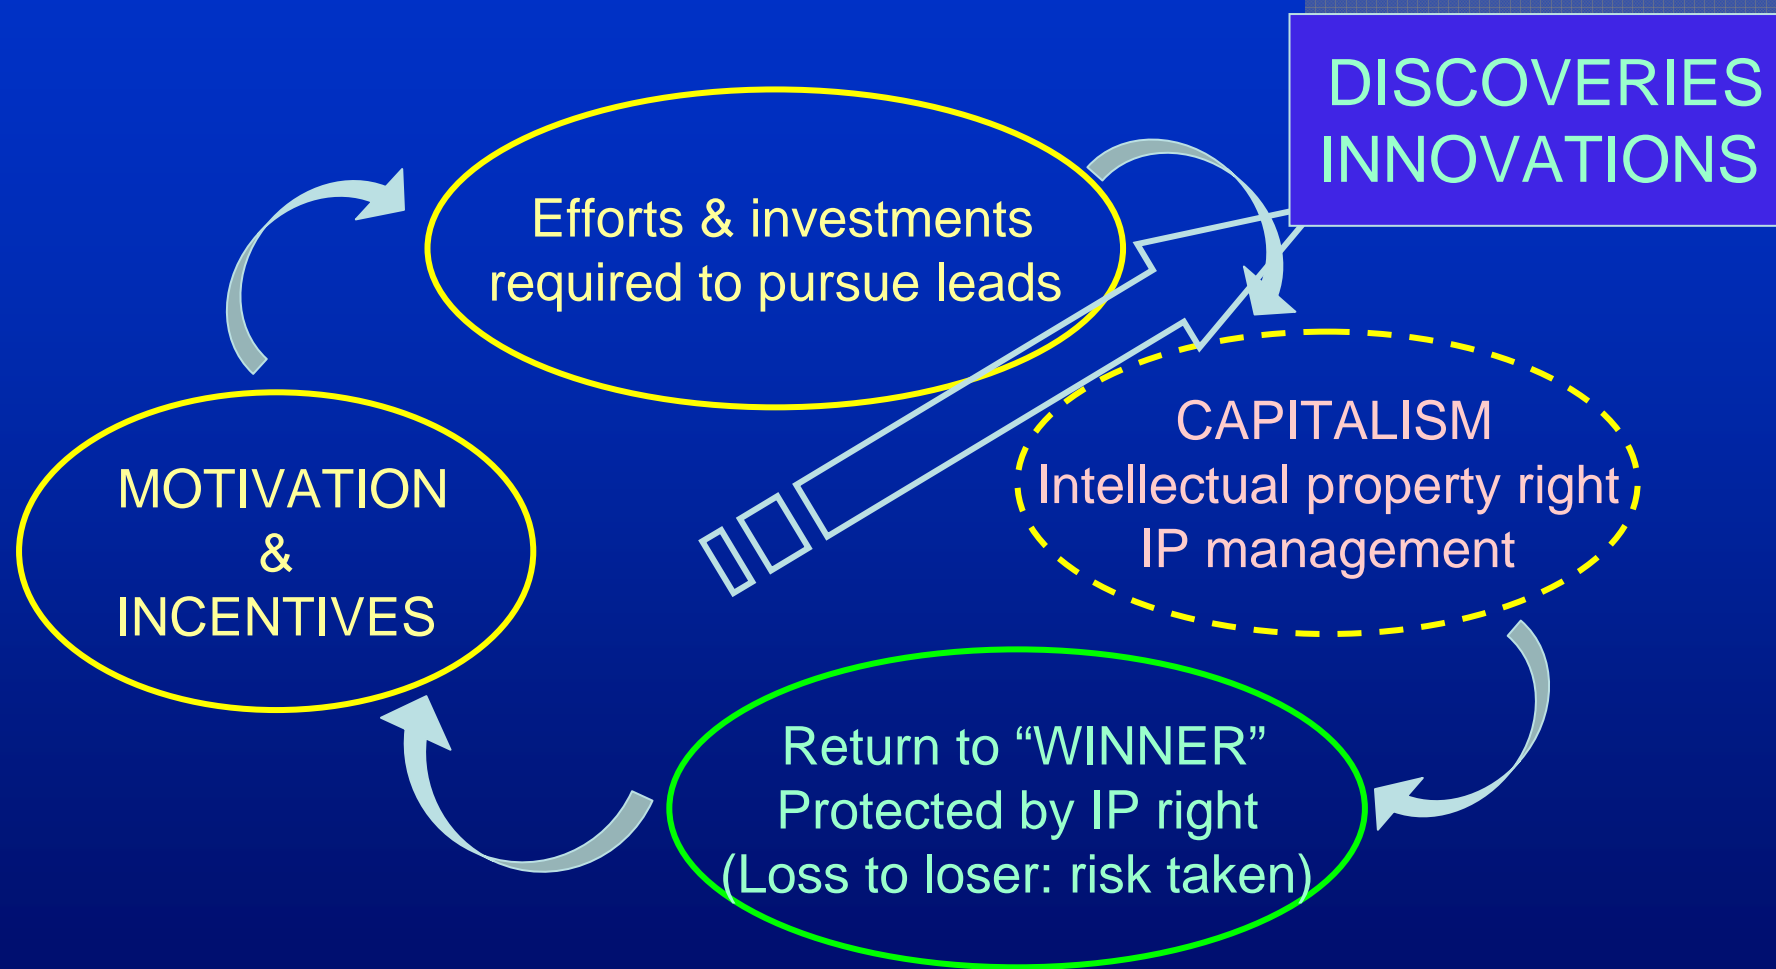 DISCOVERIES
INNOVATIONS
Efforts & investments
required to pursue leads
CAPITALISM
Intellectual property right
IP management
MOTIVATION
&
INCENTIVES
Return to “WINNER”
Protected by IP right
(Loss to loser: risk taken)